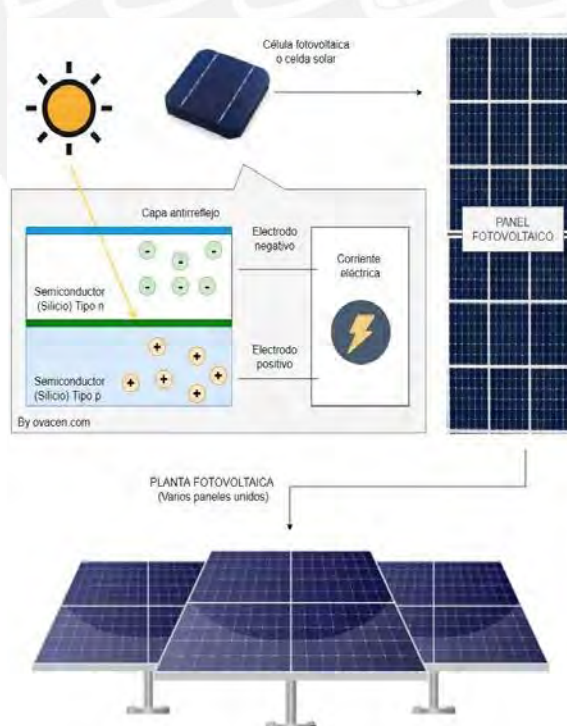 Célula fotovoltaica
o celda solar
PANEL
FOTOVOLTAICO
Capa antirreflejo
Electrodo
negativo
Corriente
eléctrica
Semiconductor
(Silicio) Tipo n
Electrodo
positivo
Semiconductor
(Silicio) Tipo p
By ovacen.com
PLANTA FOTOVOLTAICA
(Varios paneles unidos)